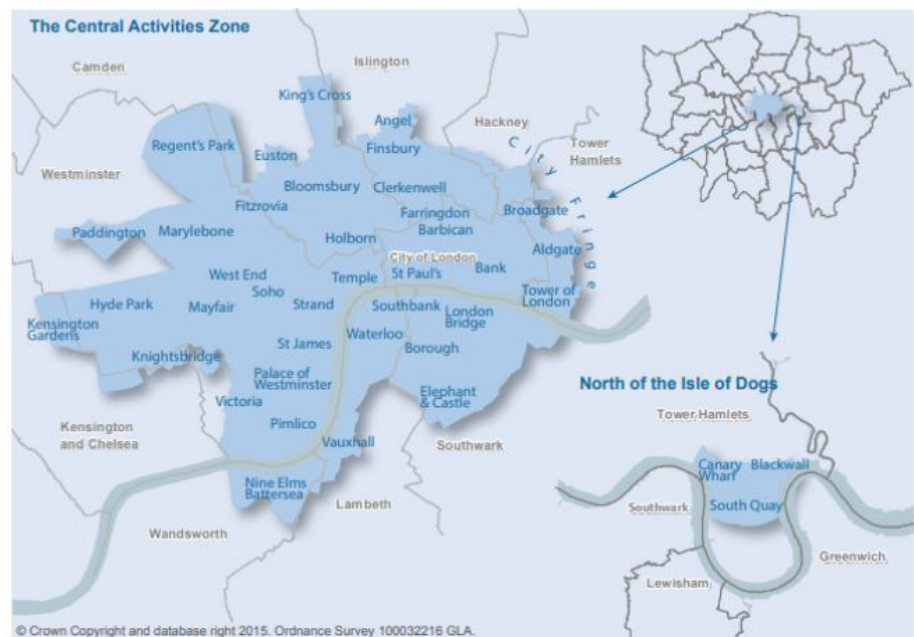 The Central Activities Zone
Camden
Islington
King's Cross
Angel
Hackney
Regent's Park
Euston
Finsbury
City Fringe
Tower
Hamlets
Westminster
Bloomsbury
Clerkenwell
Fitzrovia
Farringdon
Broadgate
Paddington
Marylebone
Holborn
Barbican
Aldgate
City of London
West End
Temple
St Paul's
Bank
Hyde Park
Mayfair
Soho
Strand
Southbank
London
Bridge
Tower of
London
Kensington
Gardens
St James
Waterloo
Borough
Knightsbridge
Palace of
Westminster
Elephant
& Castle
North of the Isle of Dogs
Victoria
Pimlico
Tower Hamlets
Kensington
and Chelsea
Vauxhall
Southwark
Canary
Wharf
Blackwall
Nine Elms
Battersea
Lambeth
South Quay
Southwark
Wandsworth
Greenwich
Lewisham
© Crown Copyright and database right 2015. Ordnance Survey 100032216 GLA.